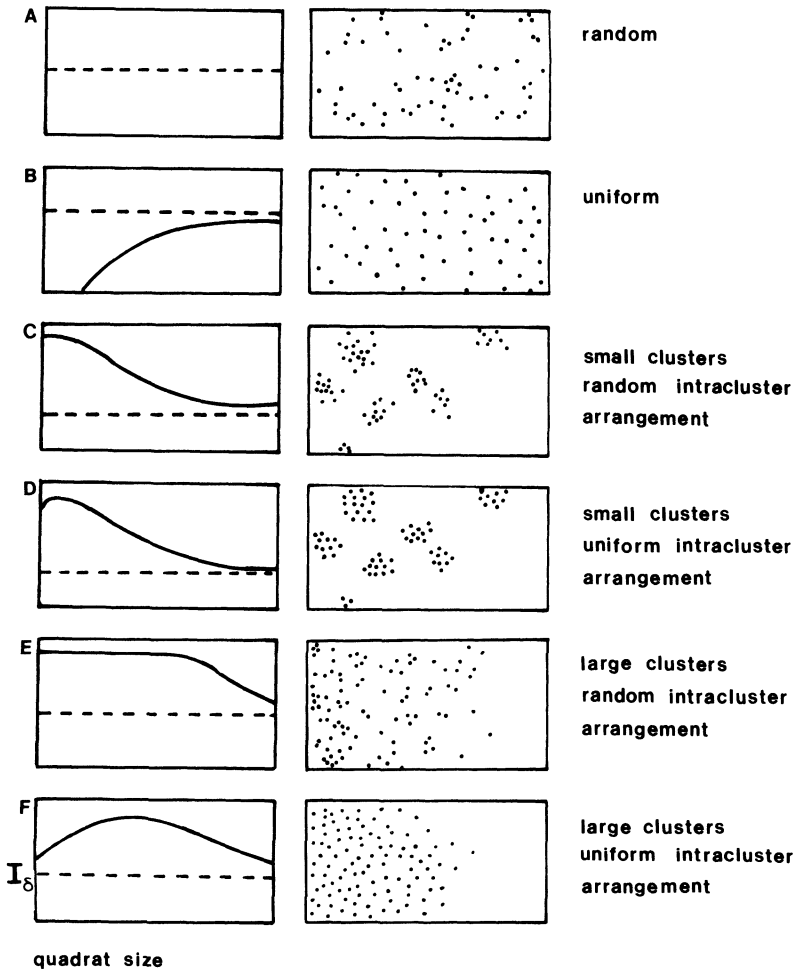 A
random
B
uniform
C
small clusters
random intracluster
arrangement
D
small clusters
uniform intracluster
arrangement
E
large clusters
random intracluster
arrangement
F
large clusters
uniform intracluster
arrangement
Iδ
quadrat size